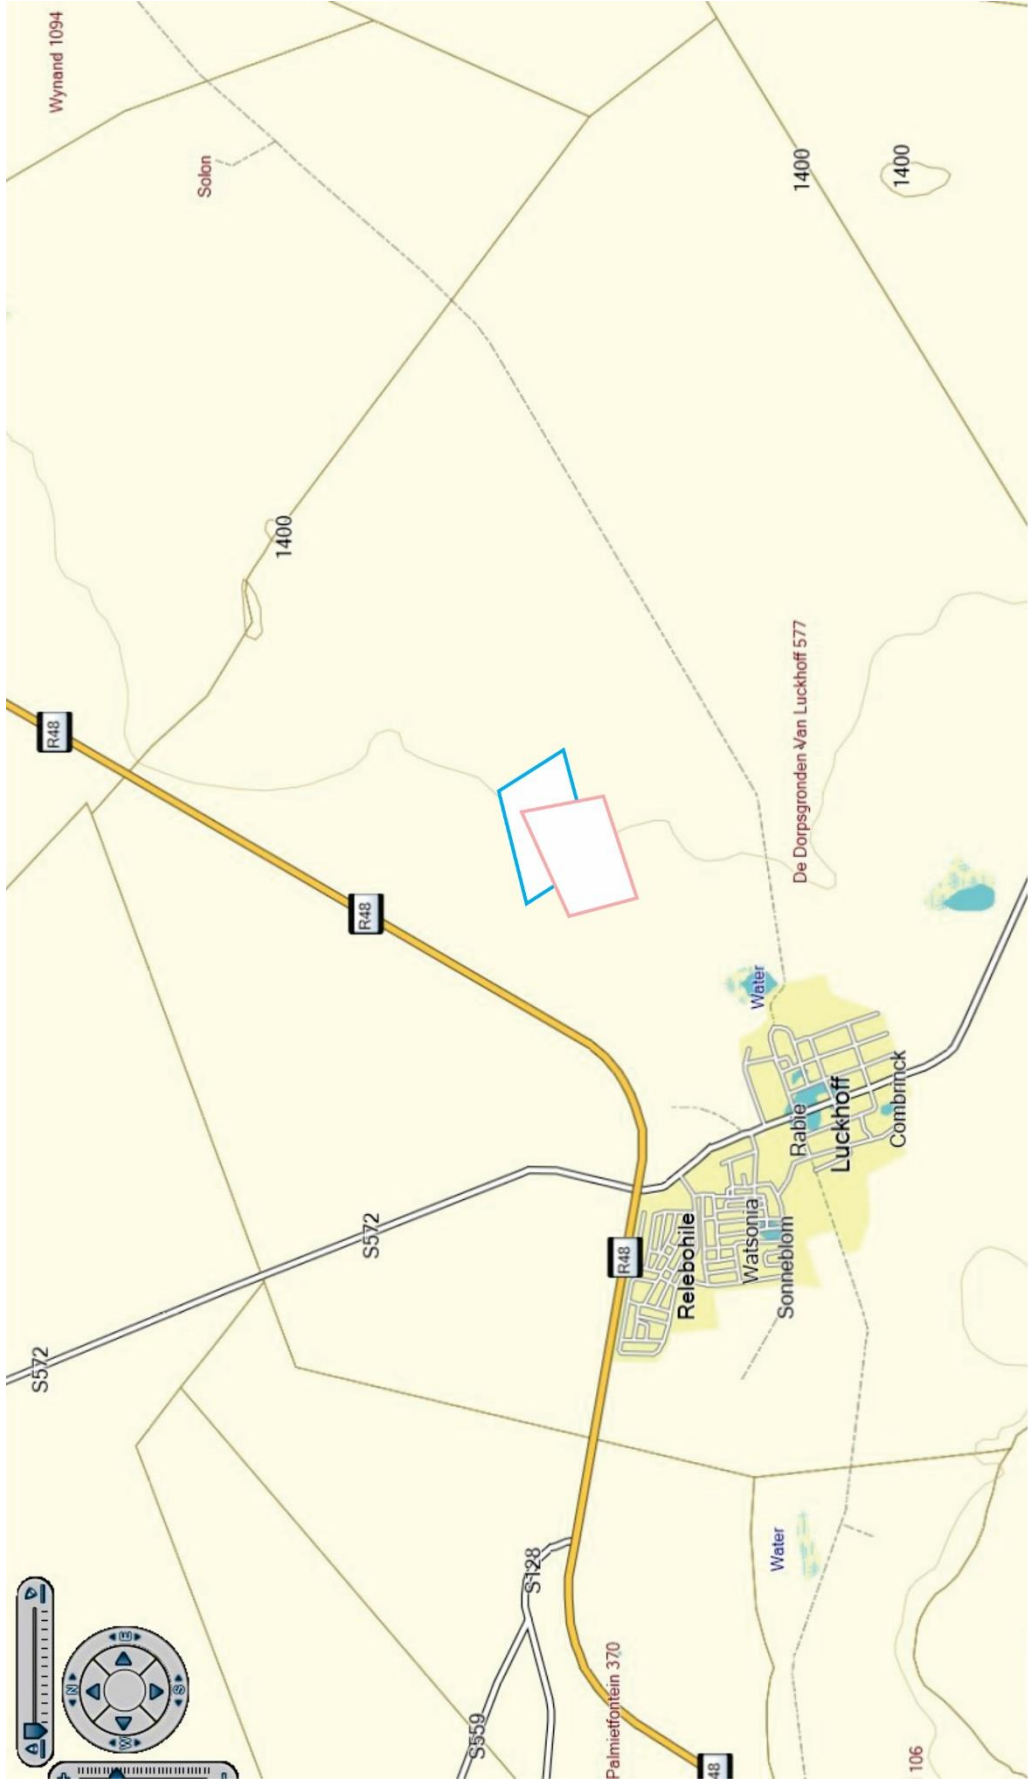 S572
R48
Wynand 1094
N
W
E
S
Solon
1400
R48
S572
S559
S128
Palmietfontein 370
R48
Relebohile
48
Watsonia
Water
Water
Sonneblom
Rabie
De Dorpsgronden Van Luckhoff 577
1400
Luckhoff
Combrinck
1400
106